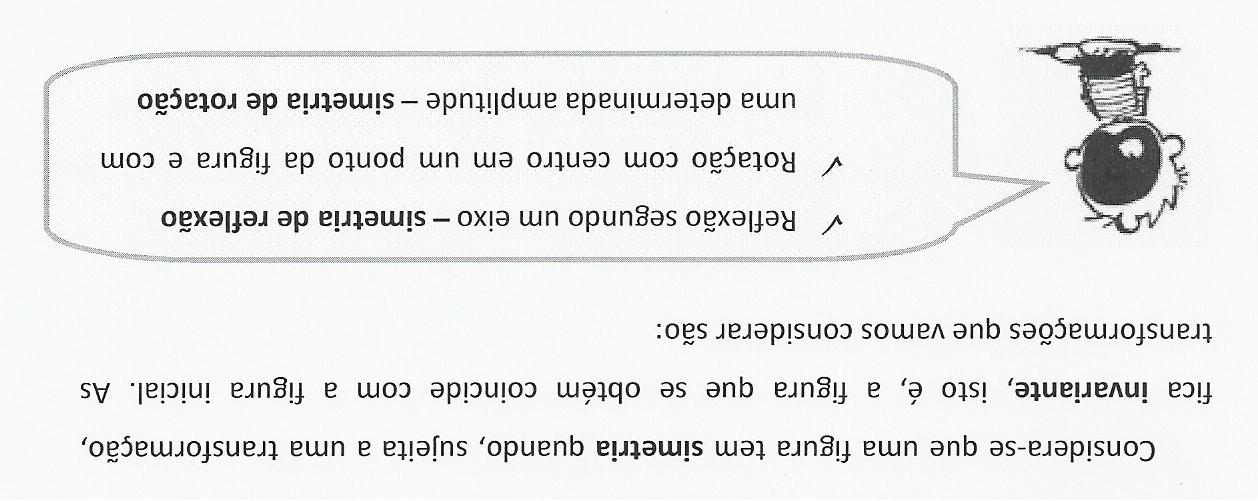 Considera-se que uma figura tem simetria quando, sujeita a uma transformação,
fica invariante, isto é, a figura que se obtém coincide com a figura inicial. As
transformações que vamos considerar são:
✓ Reflexão segundo um eixo – simetria de reflexão
✓ Rotação com centro em um ponto da figura e com
uma determinada amplitude – simetria de rotação